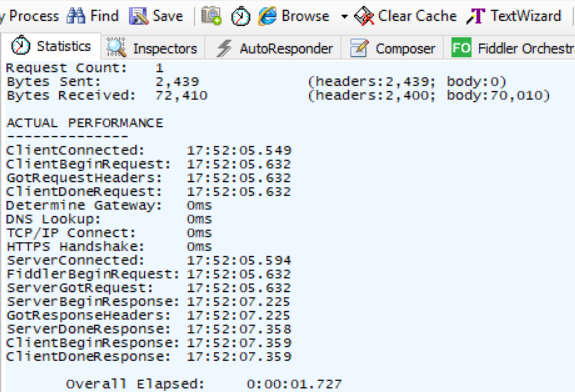 Process Find Save Browse Clear Cache TextWizard
Statistics Inspectors AutoResponder Composer FO Fiddler Orchestr
Request Count: 1
Bytes Sent: 2,439 (headers:2,439; body:0)
Bytes Received: 72,410 (headers:2,400; body:70,010)
ACTUAL PERFORMANCE
--------------
ClientConnected: 17:52:05.549
ClientBeginRequest: 17:52:05.632
GotRequestHeaders: 17:52:05.632
ClientDoneRequest: 17:52:05.632
Determine Gateway: 0ms
DNS Lookup: 0ms
TCP/IP Connect: 0ms
HTTPS Handshake: 0ms
ServerConnected: 17:52:05.594
FiddlerBeginRequest: 17:52:05.632
ServerGotRequest: 17:52:05.632
ServerBeginResponse: 17:52:07.225
GotResponseHeaders: 17:52:07.225
ServerDoneResponse: 17:52:07.358
ClientBeginResponse: 17:52:07.359
ClientDoneResponse: 17:52:07.359
Overall Elapsed: 0:00:01.727